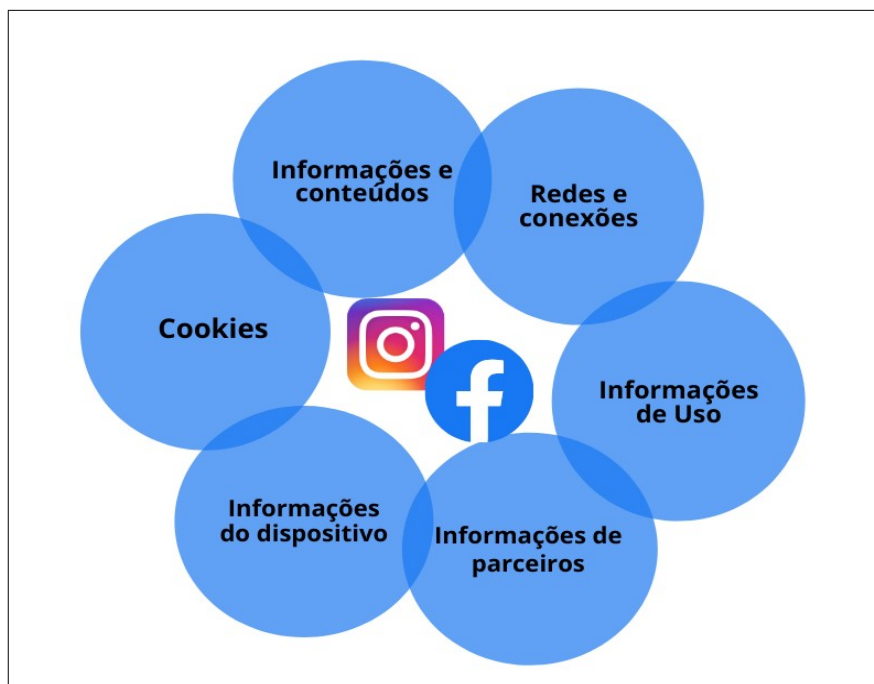 Informações e
conteúdos
Redes e
conexões
Cookies
Informações
de Uso
Informações
do dispositivo
Informações de
parceiros